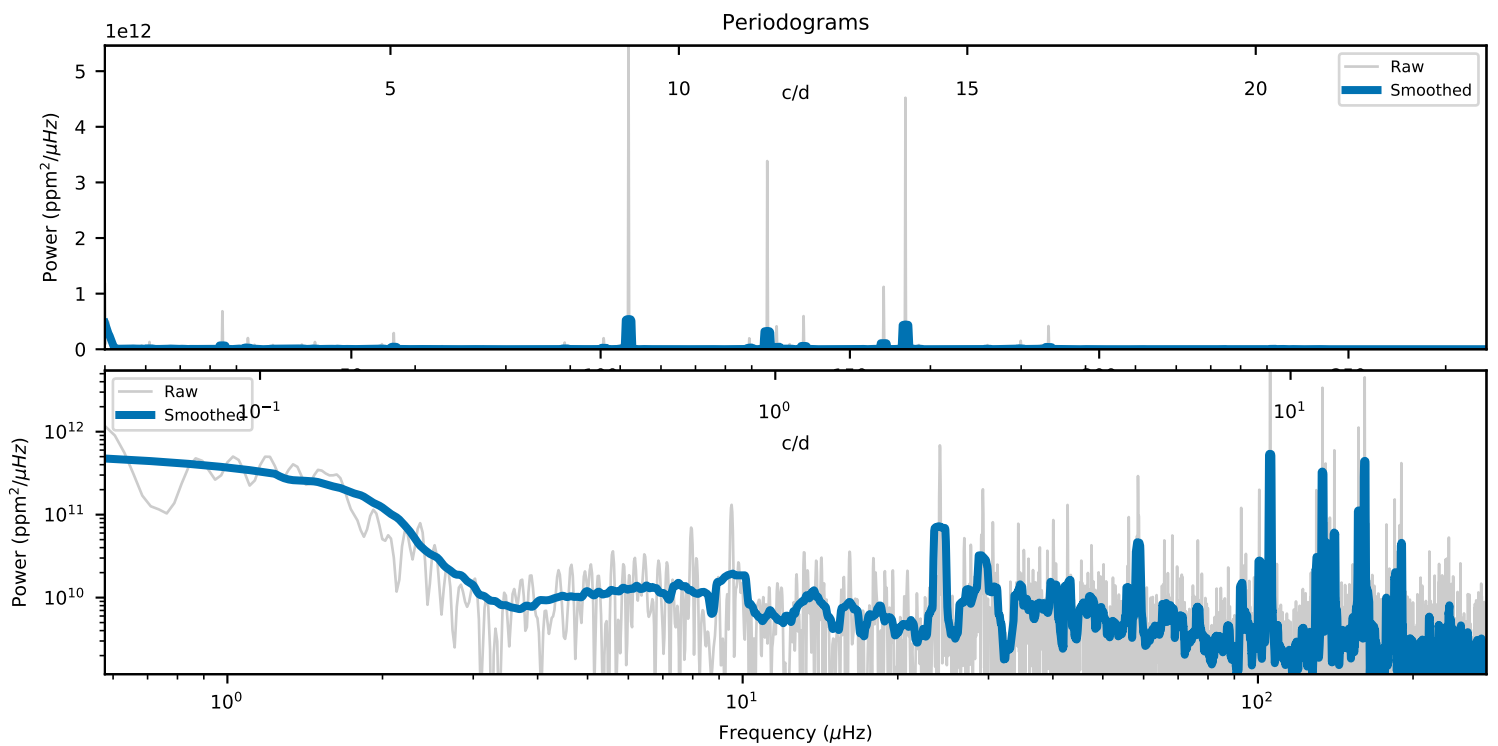 Periodograms
1e12
5 10 15 20
c/d
Raw
Smoothed
5
4
3
2
1
0
Power (ppm²/μHz)
Raw
Smoothed
10⁻¹ 10⁰ 10¹
c/d
10¹²
10¹¹
10¹⁰
Power (ppm²/μHz)
10⁰ 10¹ 10²
Frequency (μHz)